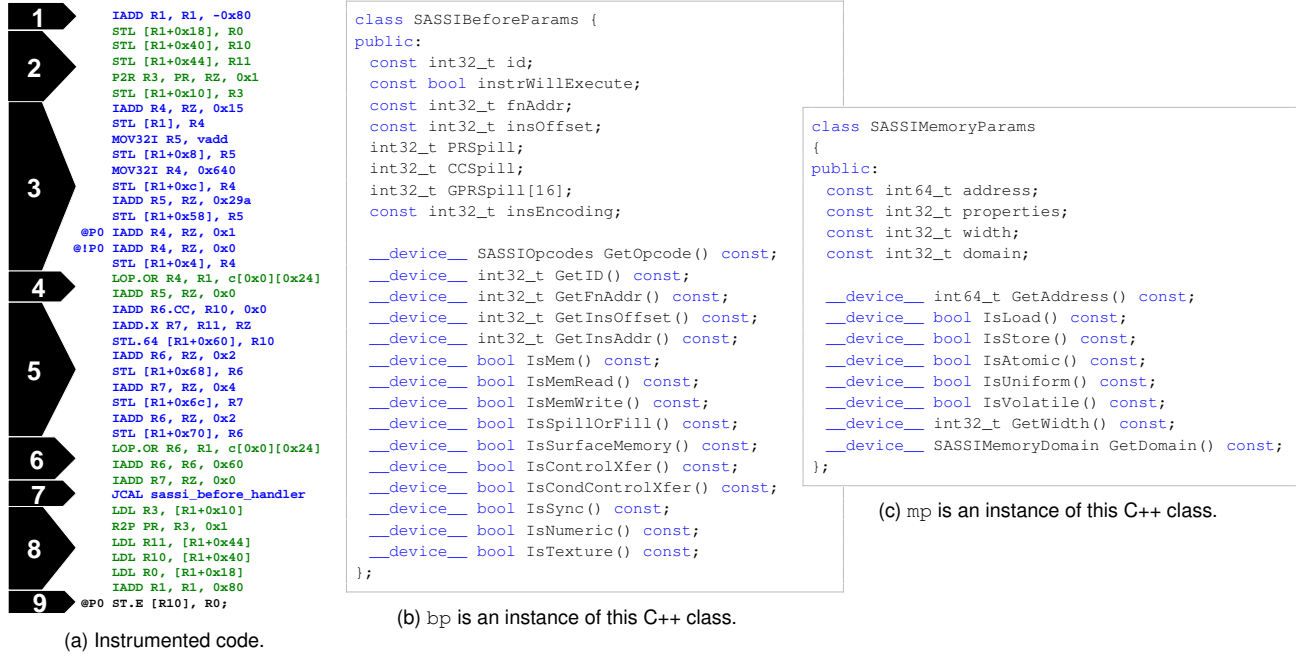 1
IADD R1, R1, -0x80
2
STL [R1+0x18], R0
STL [R1+0x40], R10
STL [R1+0x44], R11
P2R R3, PR, RZ, 0x1
STL [R1+0x10], R3
3
IADD R4, RZ, 0x15
STL [R1], R4
MOV32I R5, vadd
STL [R1+0x8], R5
MOV32I R4, 0x640
STL [R1+0xc], R4
IADD R5, RZ, 0x29a
STL [R1+0x58], R5
@P0 IADD R4, RZ, 0x1
@!P0 IADD R4, RZ, 0x0
STL [R1+0x4], R4
4
LOP.OR R4, R1, c[0x0][0x24]
IADD R5, RZ, 0x0
5
IADD R6.CC, R10, 0x0
IADD.X R7, R11, RZ
STL.64 [R1+0x60], R10
IADD R6, RZ, 0x2
STL [R1+0x68], R6
IADD R7, RZ, 0x4
STL [R1+0x6c], R7
IADD R6, RZ, 0x2
STL [R1+0x70], R6
6
LOP.OR R6, R1, c[0x0][0x24]
IADD R6, R6, 0x60
IADD R7, RZ, 0x0
7
JCAL sassi_before_handler
8
LDL R3, [R1+0x10]
R2P PR, R3, 0x1
LDL R11, [R1+0x44]
LDL R10, [R1+0x40]
LDL R0, [R1+0x18]
IADD R1, R1, 0x80
9
@P0 ST.E [R10], R0;
(a) Instrumented code.
class SASSIBeforeParams {
public:
const int32_t id;
const bool instrWillExecute;
const int32_t fnAddr;
const int32_t insOffset;
int32_t PRSpill;
int32_t CCSpill;
int32_t GPRSpill[16];
const int32_t insEncoding;
__device__ SASSIOpcodes GetOpcode() const;
__device__ int32_t GetID() const;
__device__ int32_t GetFnAddr() const;
__device__ int32_t GetInsOffset() const;
__device__ int32_t GetInsAddr() const;
__device__ bool IsMem() const;
__device__ bool IsMemRead() const;
__device__ bool IsMemWrite() const;
__device__ bool IsSpillOrFill() const;
__device__ bool IsSurfaceMemory() const;
__device__ bool IsControlXfer() const;
__device__ bool IsCondControlXfer() const;
__device__ bool IsSync() const;
__device__ bool IsNumeric() const;
__device__ bool IsTexture() const;
};
(b) bp is an instance of this C++ class.
class SASSIMemoryParams
{
public:
const int64_t address;
const int32_t properties;
const int32_t width;
const int32_t domain;
__device__ int64_t GetAddress() const;
__device__ bool IsLoad() const;
__device__ bool IsStore() const;
__device__ bool IsAtomic() const;
__device__ bool IsUniform() const;
__device__ bool IsVolatile() const;
__device__ int32_t GetWidth() const;
__device__ SASSIMemoryDomain GetDomain() const;
};
(c) mp is an instance of this C++ class.